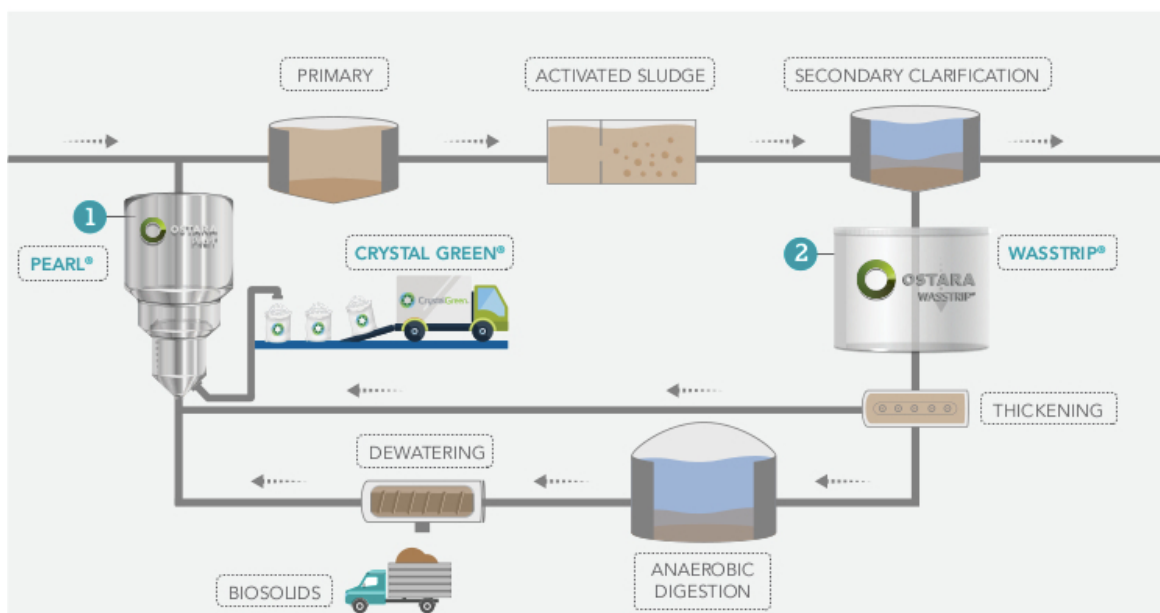 PRIMARY
ACTIVATED SLUDGE
SECONDARY CLARIFICATION
1
OSTARA
PEARL®
CRYSTAL GREEN®
CrystalGreen
2
OSTARA
WASSTRIP®
WASSTRIP®
THICKENING
DEWATERING
BIOSOLIDS
ANAEROBIC
DIGESTION